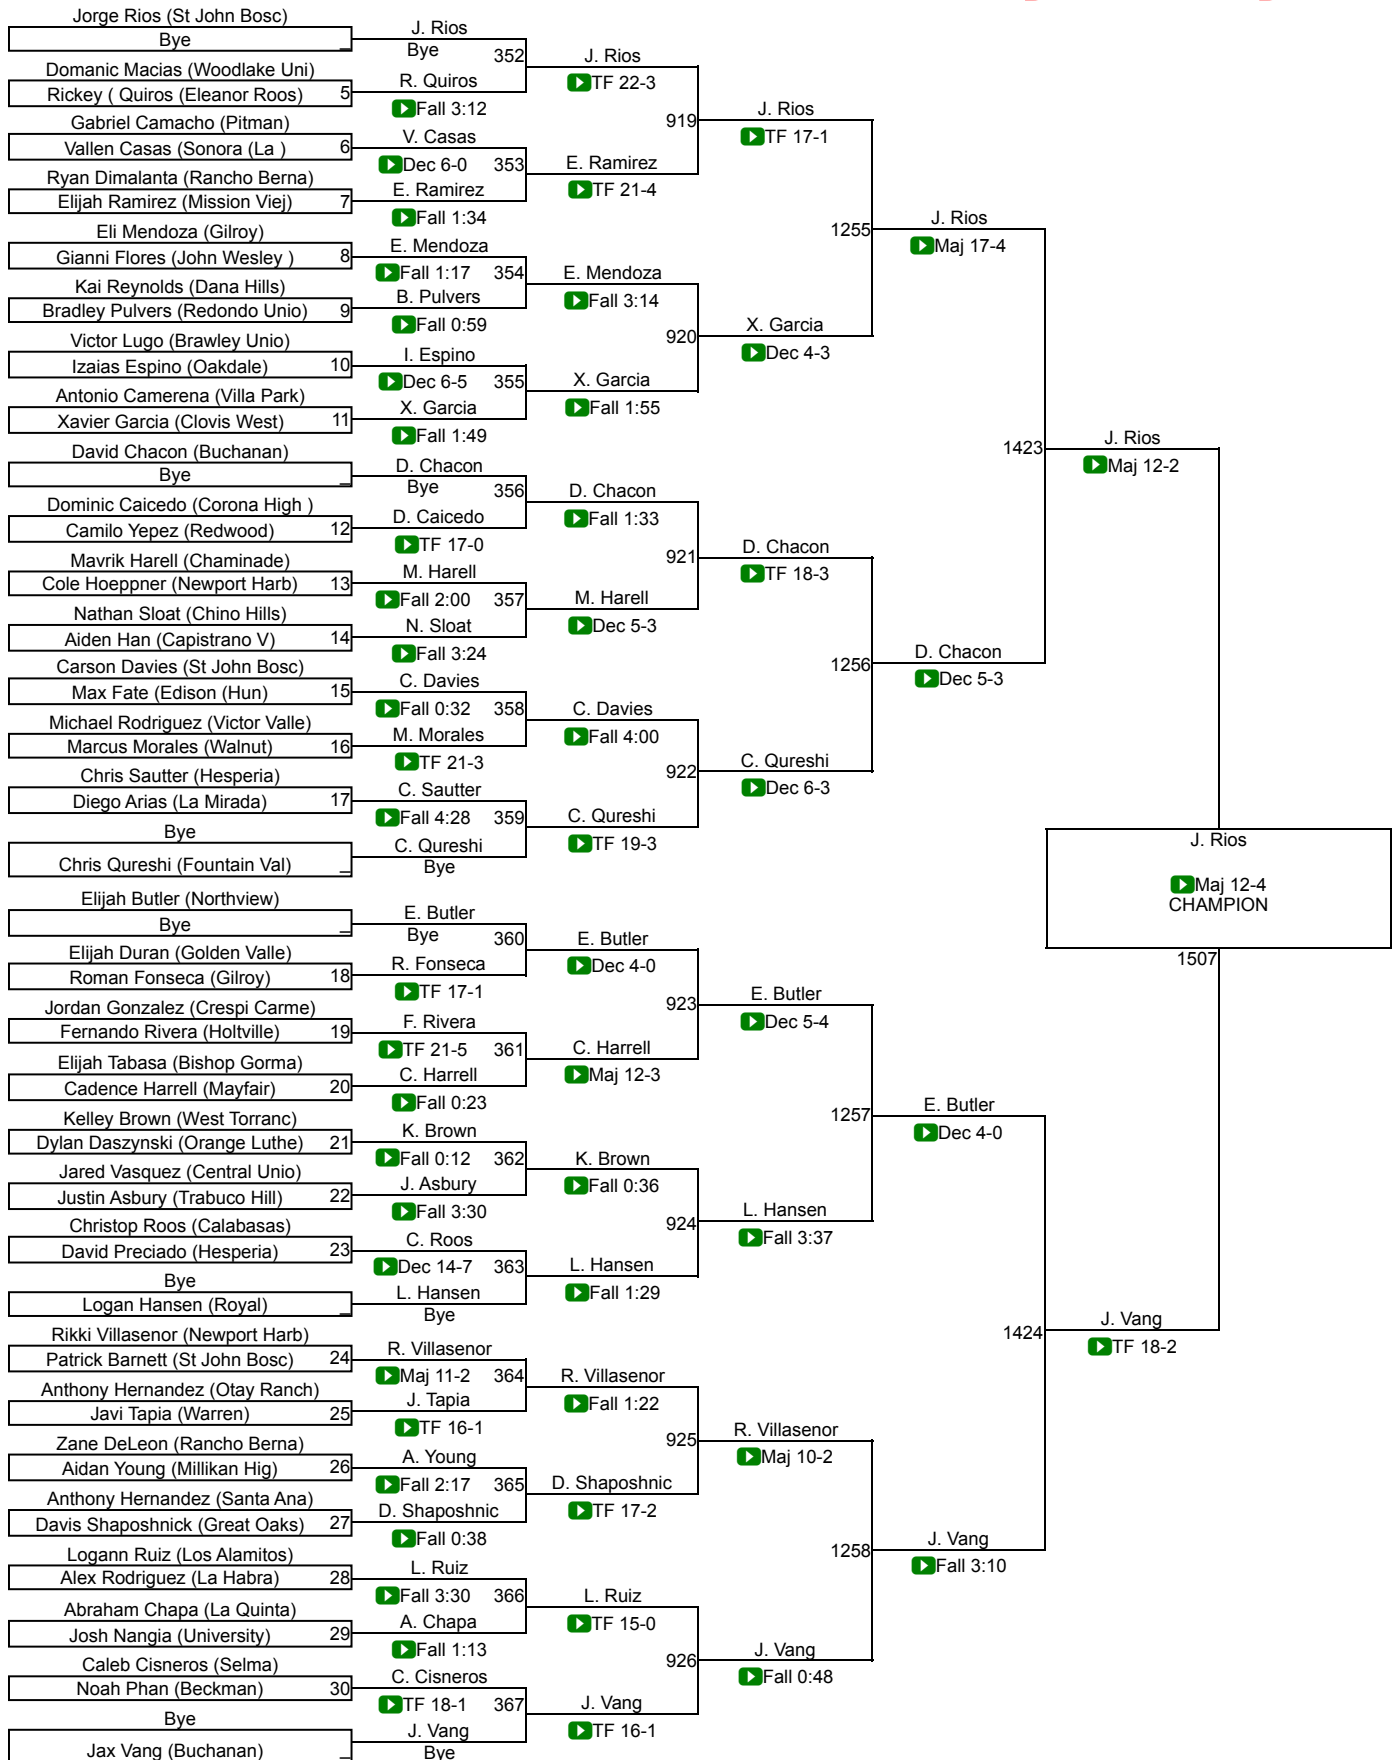 Jorge Rios (St John Bosc)
Bye _
Domanic Macias (Woodlake Uni)
Rickey ( Quiros (Eleanor Roos) 5
Gabriel Camacho (Pitman)
Vallen Casas (Sonora (La ) 6
Ryan Dimalanta (Rancho Berna)
Elijah Ramirez (Mission Viej) 7
Eli Mendoza (Gilroy)
Gianni Flores (John Wesley ) 8
Kai Reynolds (Dana Hills)
Bradley Pulvers (Redondo Unio) 9
Victor Lugo (Brawley Unio)
Izaias Espino (Oakdale) 10
Antonio Camerena (Villa Park)
Xavier Garcia (Clovis West) 11
David Chacon (Buchanan)
Bye _
Dominic Caicedo (Corona High )
Camilo Yepez (Redwood) 12
Mavrik Harell (Chaminade)
Cole Hoeppner (Newport Harb) 13
Nathan Sloat (Chino Hills)
Aiden Han (Capistrano V) 14
Carson Davies (St John Bosc)
Max Fate (Edison (Hun) 15
Michael Rodriguez (Victor Valle)
Marcus Morales (Walnut) 16
Chris Sautter (Hesperia)
Diego Arias (La Mirada) 17
Bye
Chris Qureshi (Fountain Val) _
Elijah Butler (Northview)
Bye _
Elijah Duran (Golden Valle)
Roman Fonseca (Gilroy) 18
Jordan Gonzalez (Crespi Carme)
Fernando Rivera (Holtville) 19
Elijah Tabasa (Bishop Gorma)
Cadence Harrell (Mayfair) 20
Kelley Brown (West Torranc)
Dylan Daszynski (Orange Luthe) 21
Jared Vasquez (Central Unio)
Justin Asbury (Trabuco Hill) 22
Christop Roos (Calabasas)
David Preciado (Hesperia) 23
Bye
Logan Hansen (Royal) _
Rikki Villasenor (Newport Harb)
Patrick Barnett (St John Bosc) 24
Anthony Hernandez (Otay Ranch)
Javi Tapia (Warren) 25
Zane DeLeon (Rancho Berna)
Aidan Young (Millikan Hig) 26
Anthony Hernandez (Santa Ana)
Davis Shaposhnick (Great Oaks) 27
Logann Ruiz (Los Alamitos)
Alex Rodriguez (La Habra) 28
Abraham Chapa (La Quinta)
Josh Nangia (University) 29
Caleb Cisneros (Selma)
Noah Phan (Beckman) 30
Bye
Jax Vang (Buchanan) _
J. Rios
Bye 352
R. Quiros
Fall 3:12
V. Casas
Dec 6-0 353
E. Ramirez
Fall 1:34
E. Mendoza
Fall 1:17 354
B. Pulvers
Fall 0:59
I. Espino
Dec 6-5 355
X. Garcia
Fall 1:49
D. Chacon
Bye 356
D. Caicedo
TF 17-0
M. Harell
Fall 2:00 357
N. Sloat
Fall 3:24
C. Davies
Fall 0:32 358
M. Morales
TF 21-3
C. Sautter
Fall 4:28 359
C. Qureshi
Bye
E. Butler
Bye 360
R. Fonseca
TF 17-1
F. Rivera
TF 21-5 361
C. Harrell
Fall 0:23
K. Brown
Fall 0:12 362
J. Asbury
Fall 3:30
C. Roos
Dec 14-7 363
L. Hansen
Bye
R. Villasenor
Maj 11-2 364
J. Tapia
TF 16-1
A. Young
Fall 2:17 365
D. Shaposhnic
Fall 0:38
L. Ruiz
Fall 3:30 366
A. Chapa
Fall 1:13
C. Cisneros
TF 18-1 367
J. Vang
Bye
J. Rios
TF 22-3
919
E. Ramirez
TF 21-4
E. Mendoza
Fall 3:14
920
X. Garcia
Fall 1:55
D. Chacon
Fall 1:33
921
M. Harell
Dec 5-3
C. Davies
Fall 4:00
922
C. Qureshi
TF 19-3
E. Butler
Dec 4-0
923
C. Harrell
Maj 12-3
K. Brown
Fall 0:36
924
L. Hansen
Fall 1:29
R. Villasenor
Fall 1:22
925
D. Shaposhnic
TF 17-2
L. Ruiz
TF 15-0
926
J. Vang
TF 16-1
J. Rios
TF 17-1
1255
X. Garcia
Dec 4-3
D. Chacon
TF 18-3
1256
C. Qureshi
Dec 6-3
E. Butler
Dec 5-4
1257
L. Hansen
Fall 3:37
R. Villasenor
Maj 10-2
1258
J. Vang
Fall 0:48
J. Rios
Maj 17-4
1423
D. Chacon
Dec 5-3
E. Butler
Dec 4-0
1424
J. Vang
Fall 3:10
J. Rios
Maj 12-2
J. Vang
TF 18-2
J. Rios
Maj 12-4
CHAMPION
1507